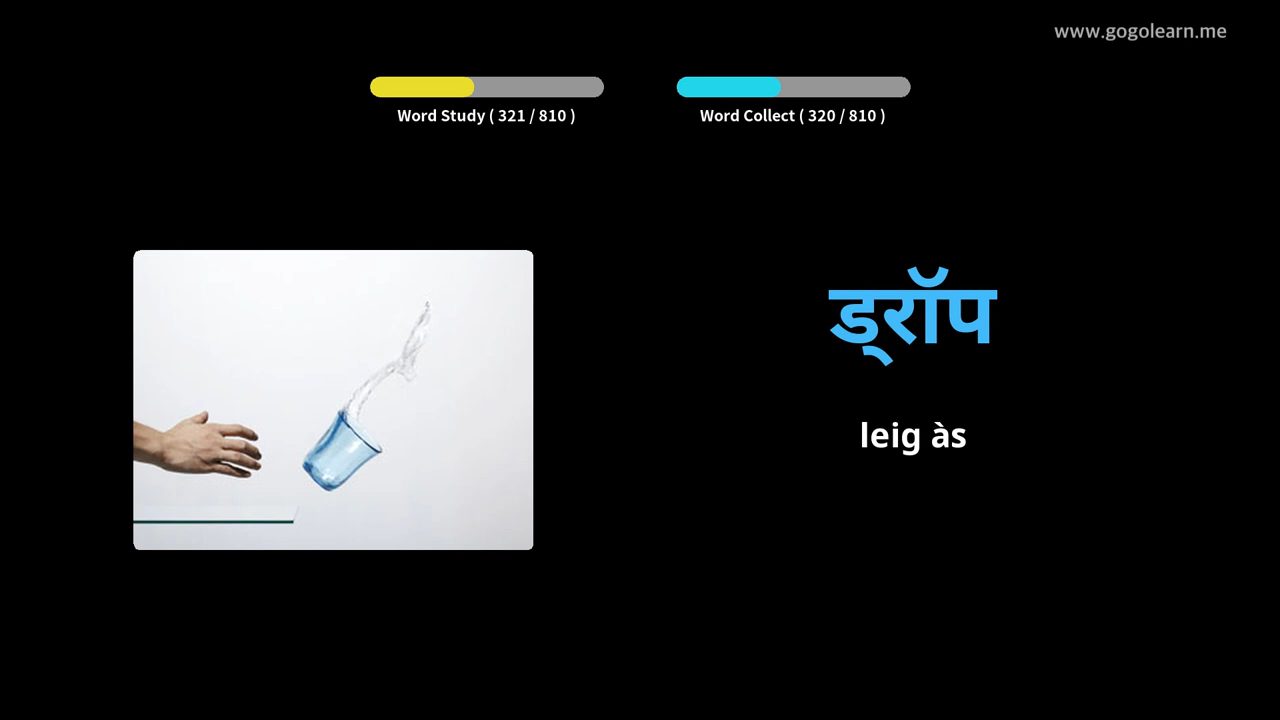 www.gogolearn.me
Word Study ( 321 / 810 )
Word Collect ( 320 / 810 )
ड्रॉप
leig às